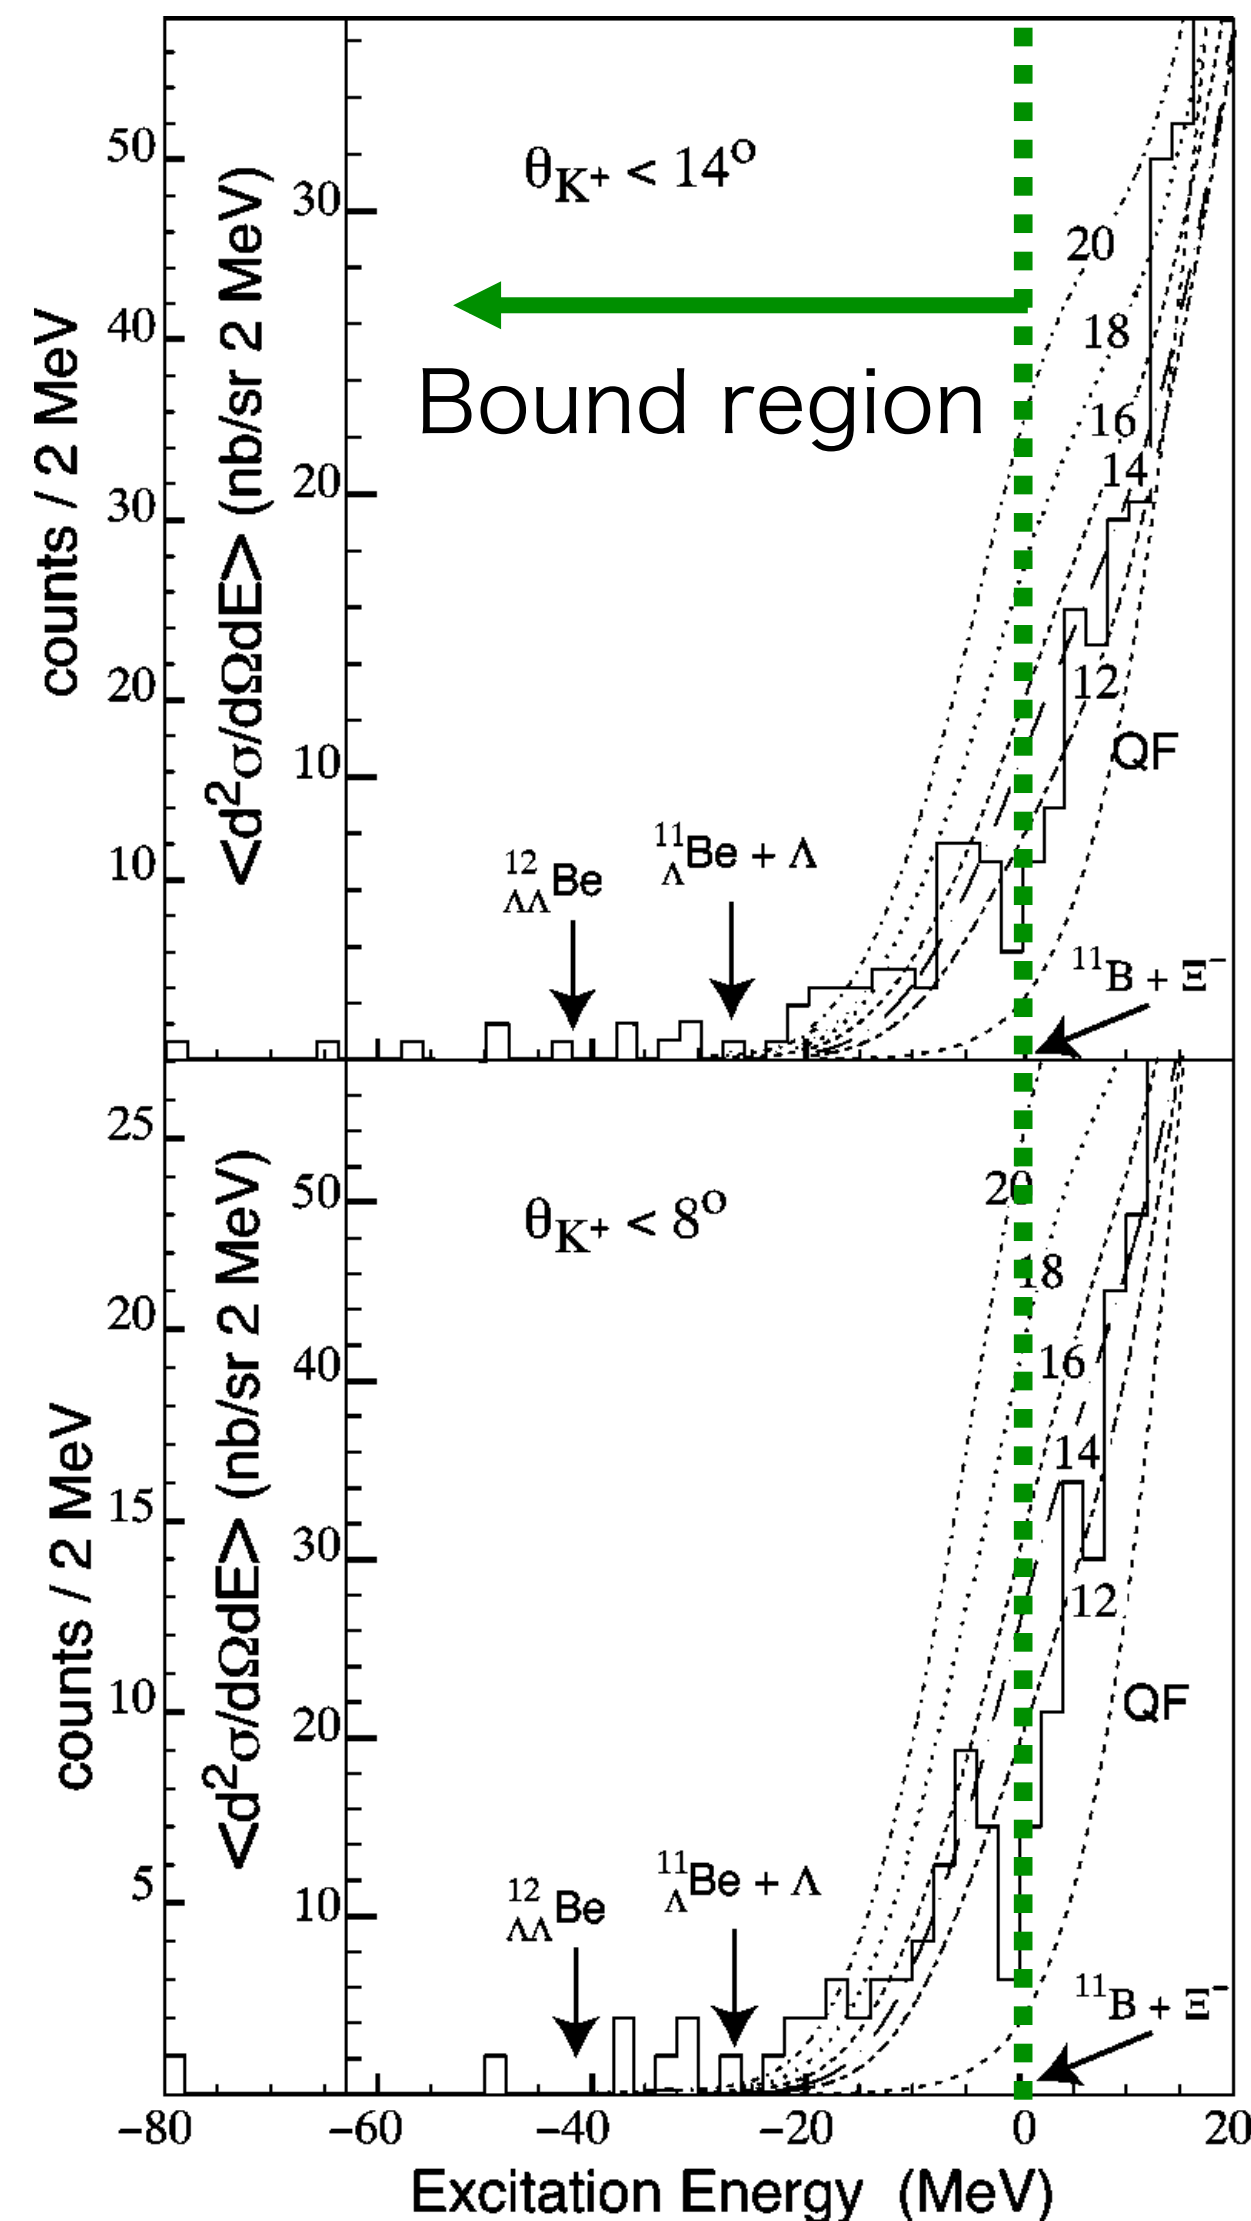 counts / 2 MeV
<d²σ/dΩdE> (nb/sr 2 MeV)
50
40
30
20
10
30
20
10
θK+ < 14°
Bound region
20
18
16
14
12
QF
12ΛΛBe
11ΛBe + Λ
11B + Ξ−
counts / 2 MeV
<d²σ/dΩdE> (nb/sr 2 MeV)
25
20
15
10
5
50
40
30
20
10
θK+ < 8°
20
18
16
14
12
QF
12ΛΛBe
11ΛBe + Λ
11B + Ξ−
−80 −60 −40 −20 0 20
Excitation Energy (MeV)